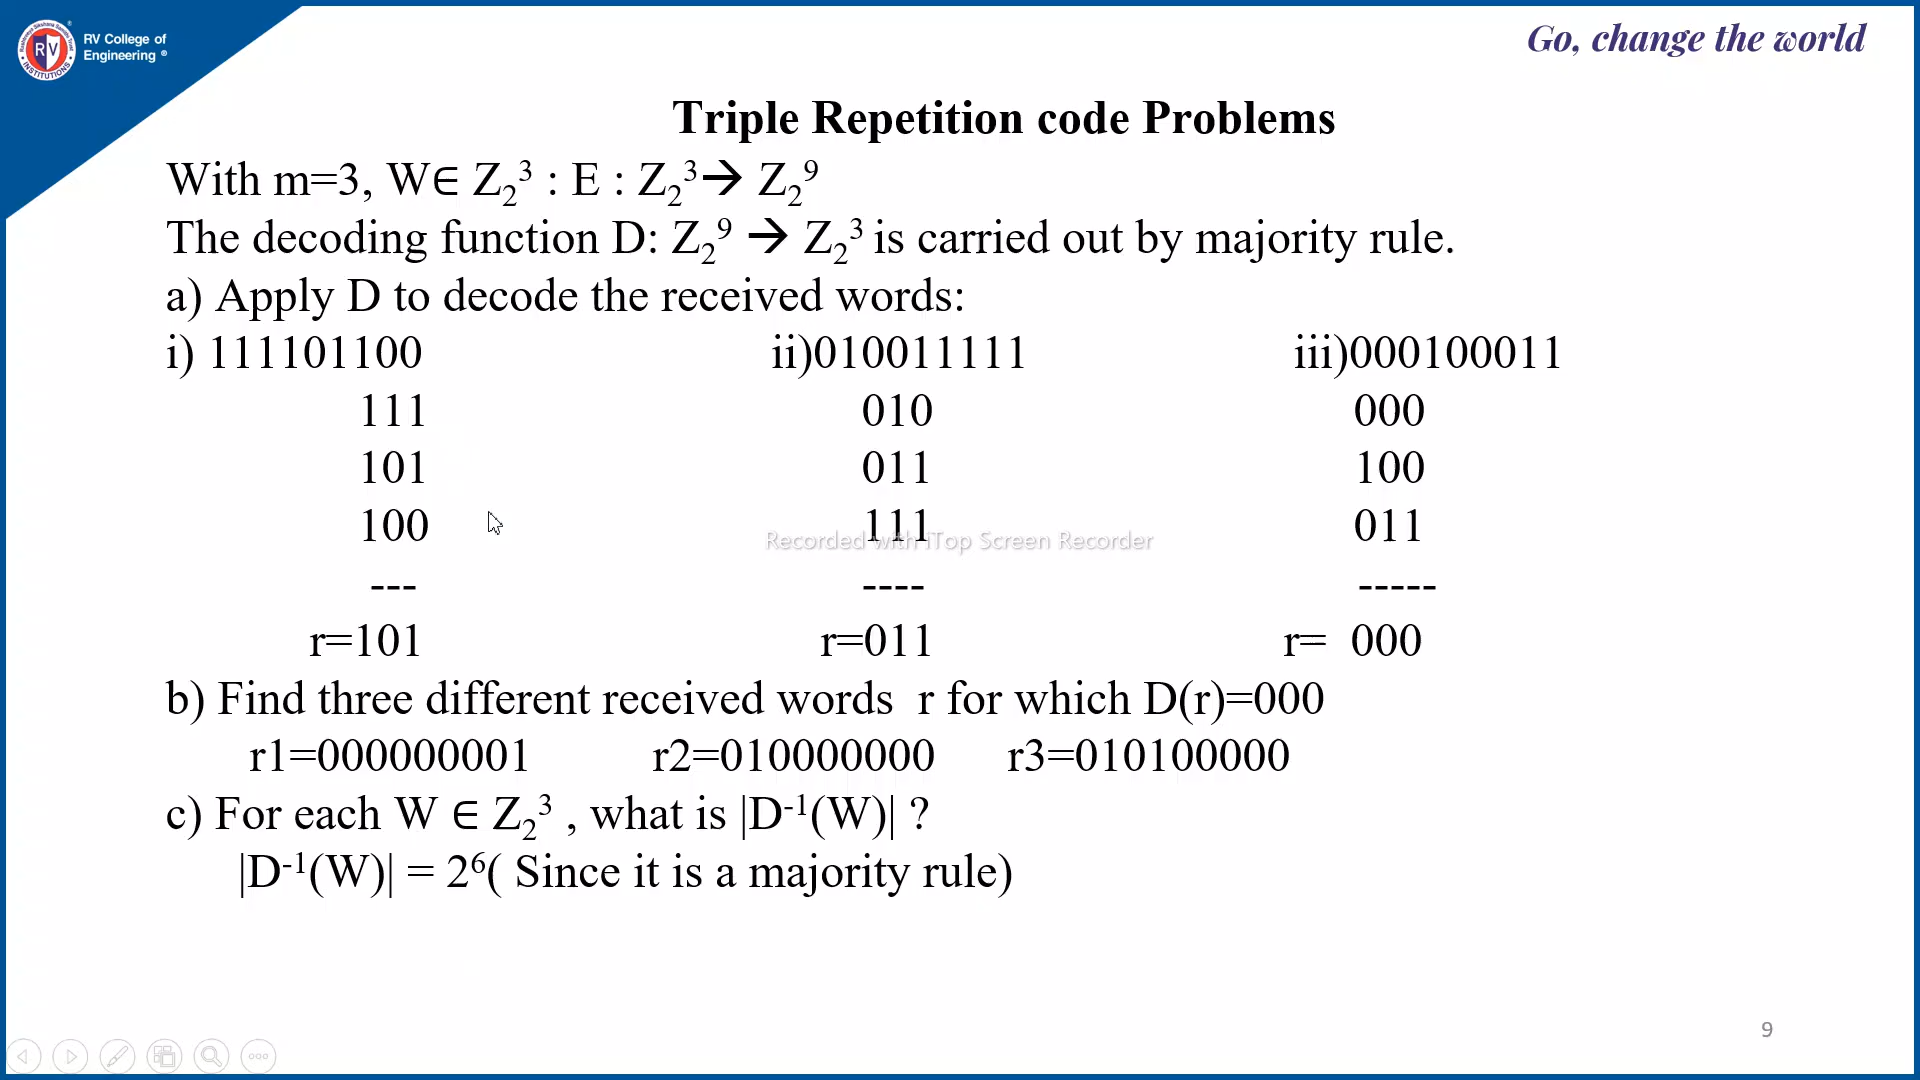 RV College of
Engineering ®
Go, change the world
Triple Repetition code Problems
With m=3, W∈ Z₂³ : E : Z₂³→ Z₂⁹
The decoding function D: Z₂⁹ → Z₂³ is carried out by majority rule.
a) Apply D to decode the received words:
i) 111101100 ii)010011111 iii)000100011
111 010 000
101 011 100
100 111 011
Recorded with iTop Screen Recorder
--- ---- -----
r=101 r=011 r= 000
b) Find three different received words r for which D(r)=000
r1=000000001 r2=010000000 r3=010100000
c) For each W ∈ Z₂³ , what is |D⁻¹(W)| ?
|D⁻¹(W)| = 2⁶( Since it is a majority rule)
9